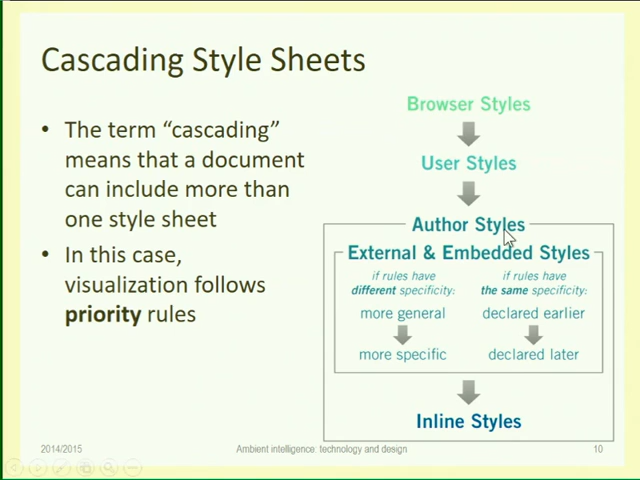 Cascading Style Sheets
• The term “cascading”
means that a document
can include more than
one style sheet
• In this case,
visualization follows
priority rules
Browser Styles
User Styles
Author Styles
External & Embedded Styles
if rules have
different specificity:
more general
more specific
if rules have
the same specificity:
declared earlier
declared later
Inline Styles
2014/2015
Ambient intelligence: technology and design
10